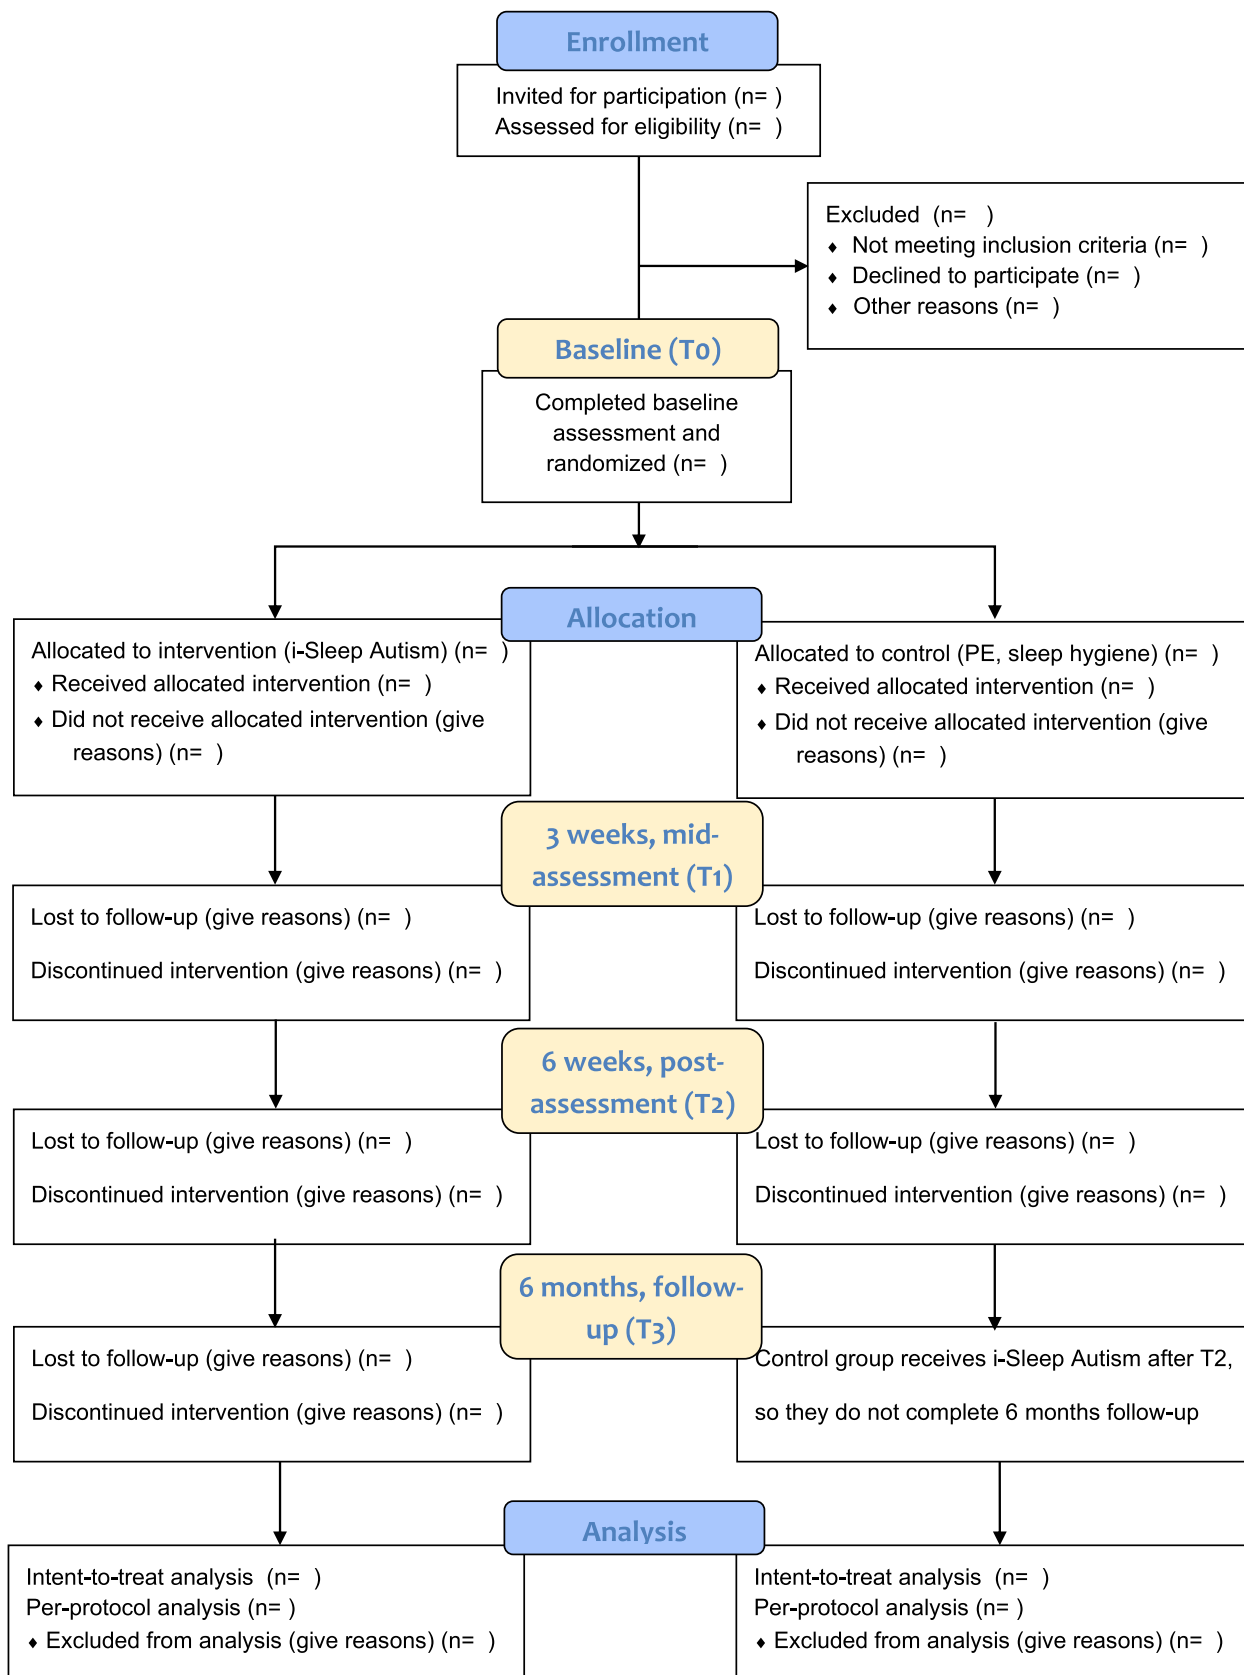 Enrollment
Invited for participation (n= )
Assessed for eligibility (n= )
Excluded (n= )
♦ Not meeting inclusion criteria (n= )
♦ Declined to participate (n= )
♦ Other reasons (n= )
Baseline (T0)
Completed baseline
assessment and
randomized (n= )
Allocation
Allocated to intervention (i-Sleep Autism) (n= )
♦ Received allocated intervention (n= )
♦ Did not receive allocated intervention (give
reasons) (n= )
Allocated to control (PE, sleep hygiene) (n= )
♦ Received allocated intervention (n= )
♦ Did not receive allocated intervention (give
reasons) (n= )
3 weeks, mid-
assessment (T1)
Lost to follow-up (give reasons) (n= )
Discontinued intervention (give reasons) (n= )
Lost to follow-up (give reasons) (n= )
Discontinued intervention (give reasons) (n= )
6 weeks, post-
assessment (T2)
Lost to follow-up (give reasons) (n= )
Discontinued intervention (give reasons) (n= )
Lost to follow-up (give reasons) (n= )
Discontinued intervention (give reasons) (n= )
6 months, follow-
up (T3)
Lost to follow-up (give reasons) (n= )
Discontinued intervention (give reasons) (n= )
Control group receives i-Sleep Autism after T2,
so they do not complete 6 months follow-up
Analysis
Intent-to-treat analysis (n= )
Per-protocol analysis (n= )
♦ Excluded from analysis (give reasons) (n= )
Intent-to-treat analysis (n= )
Per-protocol analysis (n= )
♦ Excluded from analysis (give reasons) (n= )